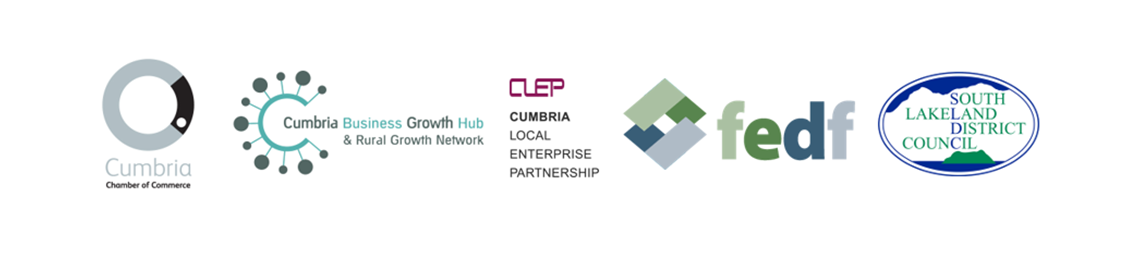 Cumbria
Chamber of Commerce
Cumbria Business Growth Hub
& Rural Growth Network
CLEP
CUMBRIA
LOCAL
ENTERPRISE
PARTNERSHIP
fedf
SOUTH
LAKELAND
DISTRICT
COUNCIL